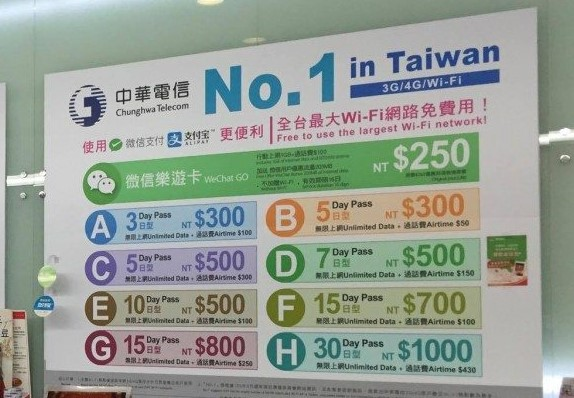 中華電信
Chunghwa Telecom
No.1 in Taiwan
3G/4G/Wi-Fi
使用 微信支付 支付宝 ALIPAY 更便利
全台最大Wi-Fi網路免費用！
Free to use the largest Wi-Fi network!
微信樂遊卡 WeChat GO
NT $250
A 3 Day Pass 日型 NT $300
無限上網Unlimited Data + 通話費Airtime $100
B 5 Day Pass 日型 NT $300
無限上網Unlimited Data + 通話費Airtime $50
C 5 Day Pass 日型 NT $500
無限上網Unlimited Data + 通話費Airtime $300
D 7 Day Pass 日型 NT $500
無限上網Unlimited Data + 通話費Airtime $150
E 10 Day Pass 日型 NT $500
無限上網Unlimited Data + 通話費Airtime $100
F 15 Day Pass 日型 NT $700
無限上網Unlimited Data + 通話費Airtime $100
G 15 Day Pass 日型 NT $800
無限上網Unlimited Data + 通話費Airtime $250
H 30 Day Pass 日型 NT $1000
無限上網Unlimited Data + 通話費Airtime $430